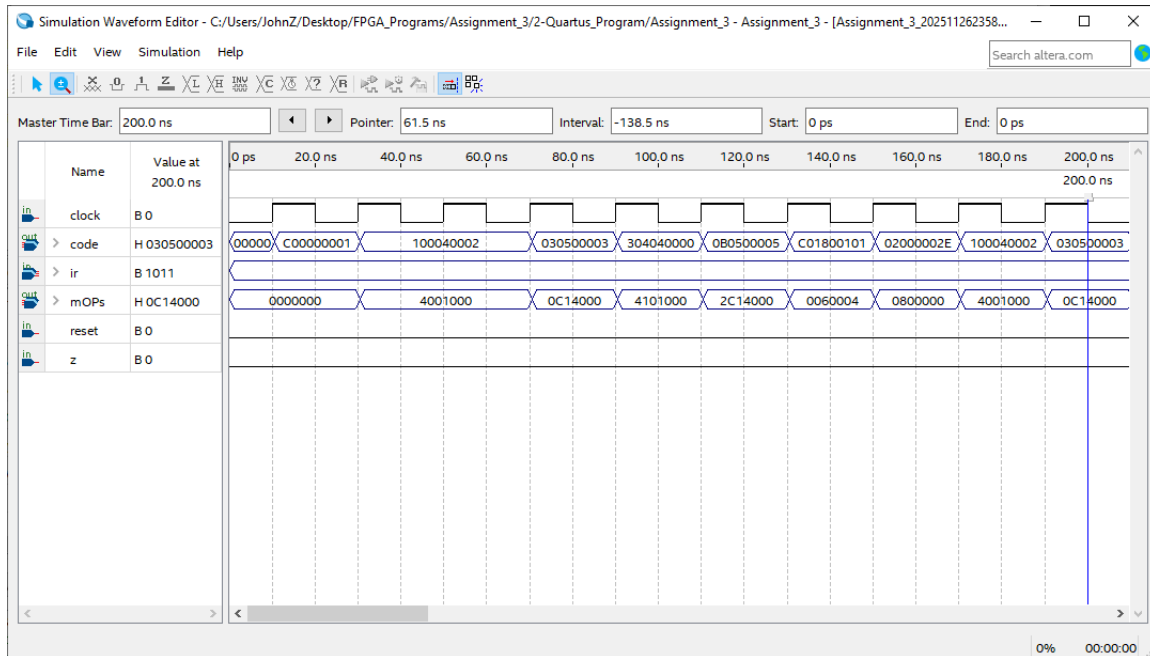 Simulation Waveform Editor - C:/Users/JohnZ/Desktop/FPGA_Programs/Assignment_3/2-Quartus_Program/Assignment_3 - Assignment_3 - [Assignment_3_202511262358...
File Edit View Simulation Help
Search altera.com
Master Time Bar: 200.0 ns Pointer: 61.5 ns Interval: -138.5 ns Start: 0 ps End: 0 ps
Name Value at 200.0 ns
0 ps 20.0 ns 40.0 ns 60.0 ns 80.0 ns 100.0 ns 120.0 ns 140.0 ns 160.0 ns 180.0 ns 200.0 ns
200.0 ns
in clock B 0
out > code H 030500003 00000 C00000001 100040002 030500003 304040000 0B0500005 C01800101 02000002E 100040002 030500003
in > ir B 1011
out > mOPs H 0C14000 0000000 4001000 0C14000 4101000 2C14000 0060004 0800000 4001000 0C14000
in reset B 0
in z B 0
0% 00:00:00